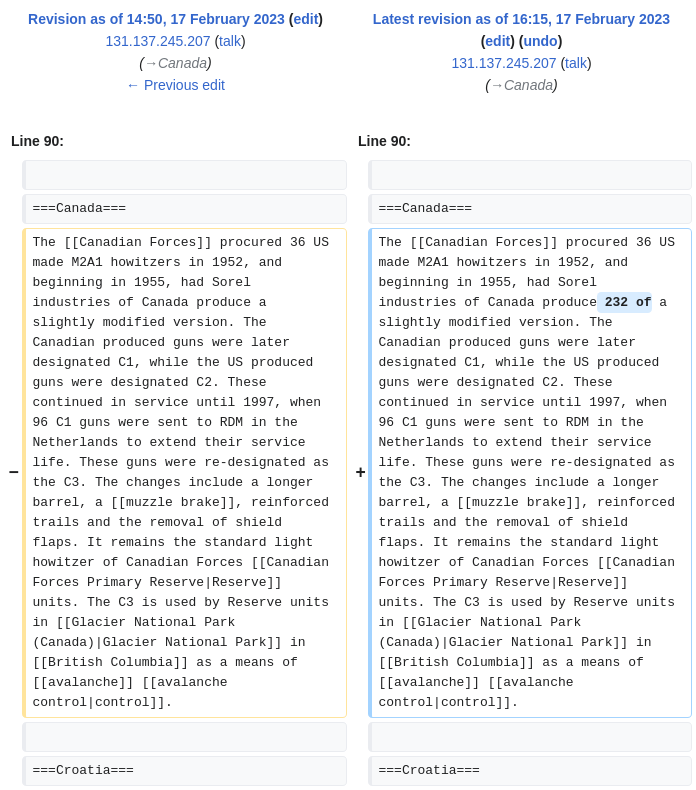 Revision as of 14:50, 17 February 2023 (edit)
131.137.245.207 (talk)
(→Canada)
← Previous edit
Latest revision as of 16:15, 17 February 2023
(edit) (undo)
131.137.245.207 (talk)
(→Canada)
Line 90:
===Canada===
− The [[Canadian Forces]] procured 36 US
made M2A1 howitzers in 1952, and
beginning in 1955, had Sorel
industries of Canada produce a
slightly modified version. The
Canadian produced guns were later
designated C1, while the US produced
guns were designated C2. These
continued in service until 1997, when
96 C1 guns were sent to RDM in the
Netherlands to extend their service
life. These guns were re-designated as
the C3. The changes include a longer
barrel, a [[muzzle brake]], reinforced
trails and the removal of shield
flaps. It remains the standard light
howitzer of Canadian Forces [[Canadian
Forces Primary Reserve|Reserve]]
units. The C3 is used by Reserve units
in [[Glacier National Park
(Canada)|Glacier National Park]] in
[[British Columbia]] as a means of
[[avalanche]] [[avalanche
control|control]].
===Croatia===
Line 90:
===Canada===
+ The [[Canadian Forces]] procured 36 US
made M2A1 howitzers in 1952, and
beginning in 1955, had Sorel
industries of Canada produce 232 of a
slightly modified version. The
Canadian produced guns were later
designated C1, while the US produced
guns were designated C2. These
continued in service until 1997, when
96 C1 guns were sent to RDM in the
Netherlands to extend their service
life. These guns were re-designated as
the C3. The changes include a longer
barrel, a [[muzzle brake]], reinforced
trails and the removal of shield
flaps. It remains the standard light
howitzer of Canadian Forces [[Canadian
Forces Primary Reserve|Reserve]]
units. The C3 is used by Reserve units
in [[Glacier National Park
(Canada)|Glacier National Park]] in
[[British Columbia]] as a means of
[[avalanche]] [[avalanche
control|control]].
===Croatia===